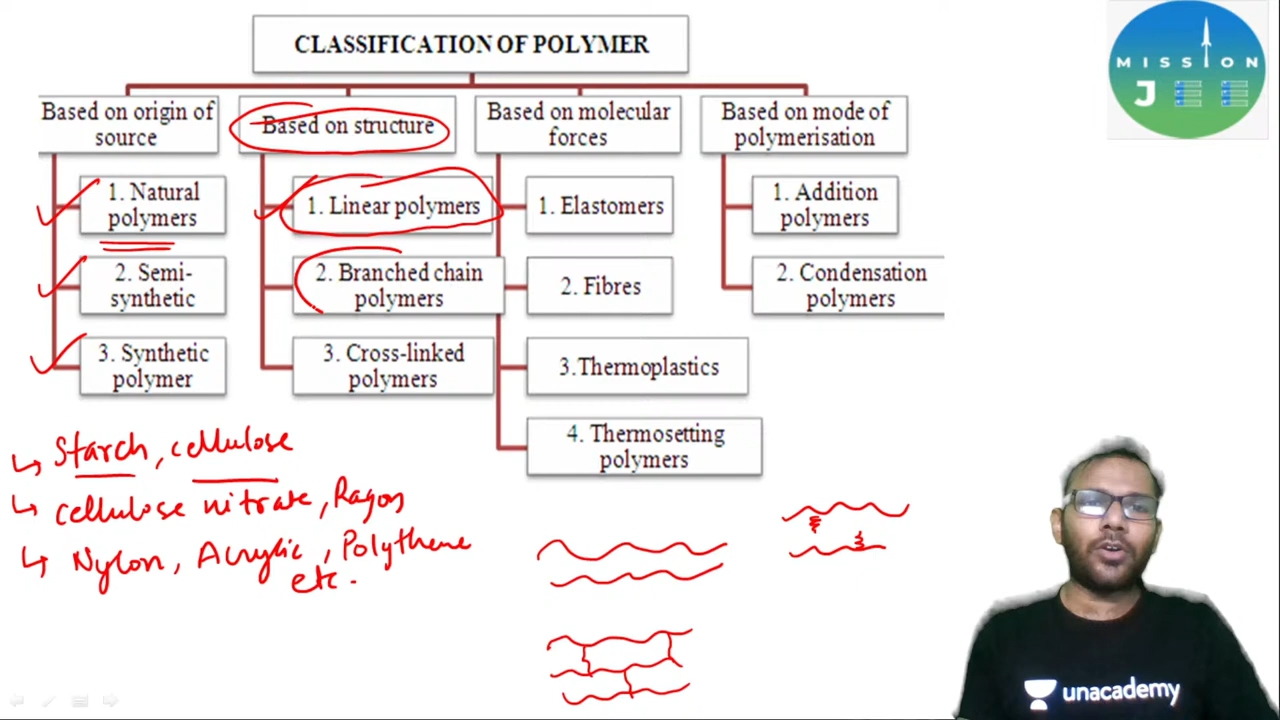 CLASSIFICATION OF POLYMER
Based on origin of
source
1. Natural
polymers
2. Semi-
synthetic
3. Synthetic
polymer
Based on structure
1. Linear polymers
2. Branched chain
polymers
3. Cross-linked
polymers
Based on molecular
forces
1. Elastomers
2. Fibres
3.Thermoplastics
4. Thermosetting
polymers
Based on mode of
polymerisation
1. Addition
polymers
2. Condensation
polymers
MISSION
JEE
Starch, cellulose
cellulose nitrate, Rayon
Nylon, Acrylic, Polythene
etc.
unacademy